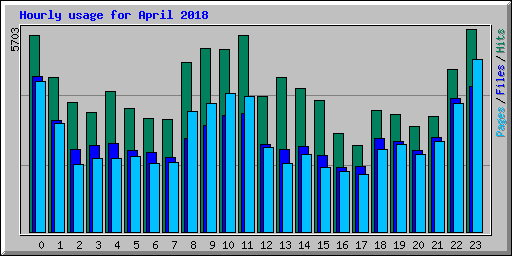 Hourly usage for April 2018
5703
Pages / Files / Hits
0 1 2 3 4 5 6 7 8 9 10 11 12 13 14 15 16 17 18 19 20 21 22 23